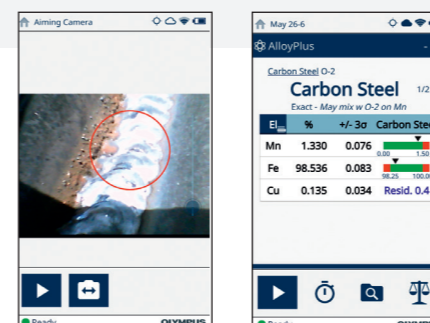 Aiming Camera
Ready
OLYMPUS
May 26-6
AlloyPlus
Carbon Steel O-2
Carbon Steel 1/2
Exact - May mix w O-2 on Mn
El... % +/- 3σ Carbon Stee
Mn 1.330 0.076
0.00 1.50
Fe 98.536 0.083
98.25 100.0
Cu 0.135 0.034 Resid. 0.4
Ready